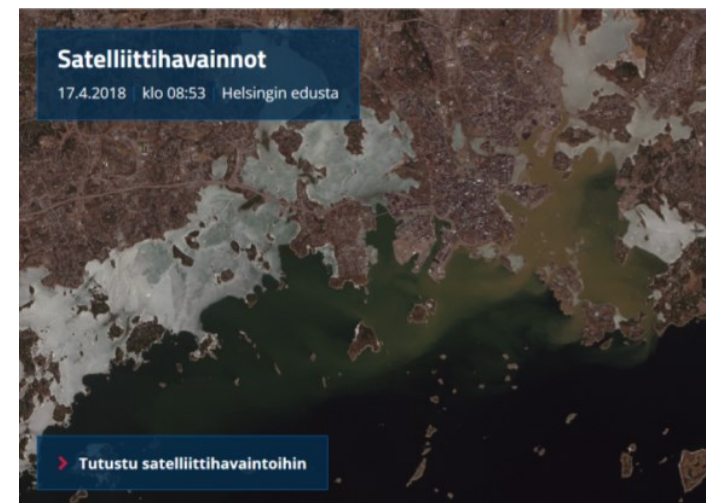 Satelliittihavainnot
17.4.2018 klo 08:53 Helsingin edusta
Tutustu satelliittihavaintoihin